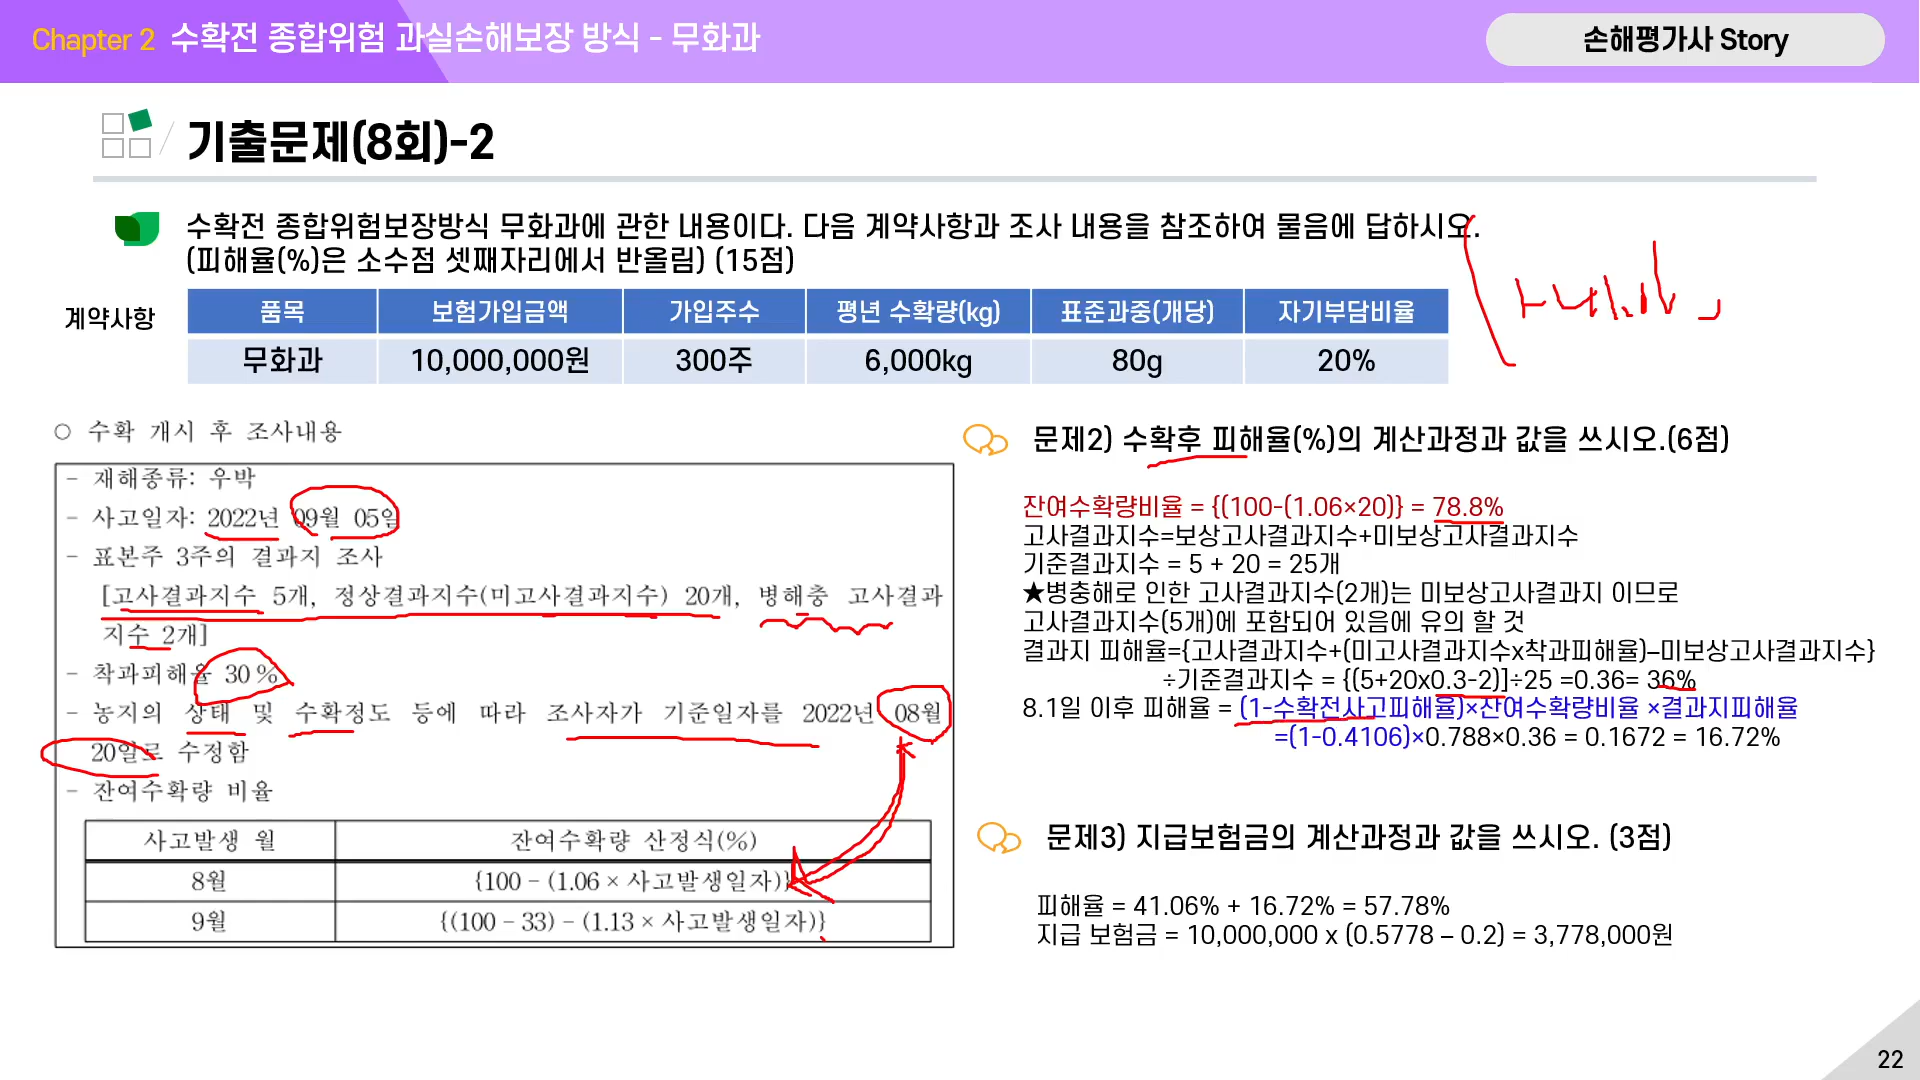 Chapter 2 수확전 종합위험 과실손해보장 방식 - 무화과
손해평가사 Story
기출문제(8회)-2
수확전 종합위험보장방식 무화과에 관한 내용이다. 다음 계약사항과 조사 내용을 참조하여 물음에 답하시오.
(피해율(%)은 소수점 셋째자리에서 반올림) (15점)
계약사항
품목 보험가입금액 가입주수 평년 수확량(kg) 표준과중(개당) 자기부담비율
무화과 10,000,000원 300주 6,000kg 80g 20%
○ 수확 개시 후 조사내용
- 재해종류: 우박
- 사고일자: 2022년 09월 05일
- 표본주 3주의 결과지 조사
[고사결과지수 5개, 정상결과지수(미고사결과지수) 20개, 병해충 고사결과
지수 2개]
- 착과피해율 30%
- 농지의 상태 및 수확정도 등에 따라 조사자가 기준일자를 2022년 08월
20일로 수정함
- 잔여수확량 비율
사고발생 월 잔여수확량 산정식(%)
8월 {100 - (1.06 × 사고발생일자)}
9월 {(100 - 33) - (1.13 × 사고발생일자)}
문제2) 수확후 피해율(%)의 계산과정과 값을 쓰시오.(6점)
잔여수확량비율 = {(100-(1.06×20)} = 78.8%
고사결과지수=보상고사결과지수+미보상고사결과지수
기준결과지수 = 5 + 20 = 25개
★병충해로 인한 고사결과지수(2개)는 미보상고사결과지 이므로
고사결과지수(5개)에 포함되어 있음에 유의 할 것
결과지 피해율={고사결과지수+(미고사결과지수x착과피해율)–미보상고사결과지수}
÷기준결과지수 = {(5+20x0.3-2)]÷25 =0.36= 36%
8.1일 이후 피해율 = (1-수확전사고피해율)×잔여수확량비율 ×결과지피해율
=(1-0.4106)×0.788×0.36 = 0.1672 = 16.72%
문제3) 지급보험금의 계산과정과 값을 쓰시오. (3점)
피해율 = 41.06% + 16.72% = 57.78%
지급 보험금 = 10,000,000 x (0.5778 – 0.2) = 3,778,000원
22